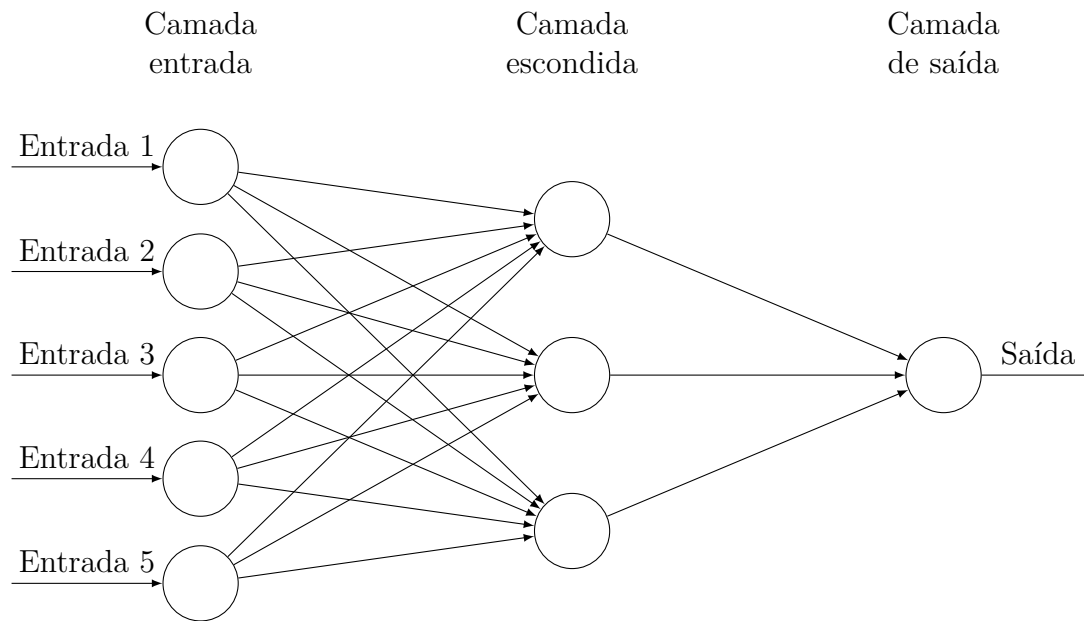 Camada
entrada
Camada
escondida
Camada
de saída
Entrada 1
Entrada 2
Entrada 3
Entrada 4
Entrada 5
Saída